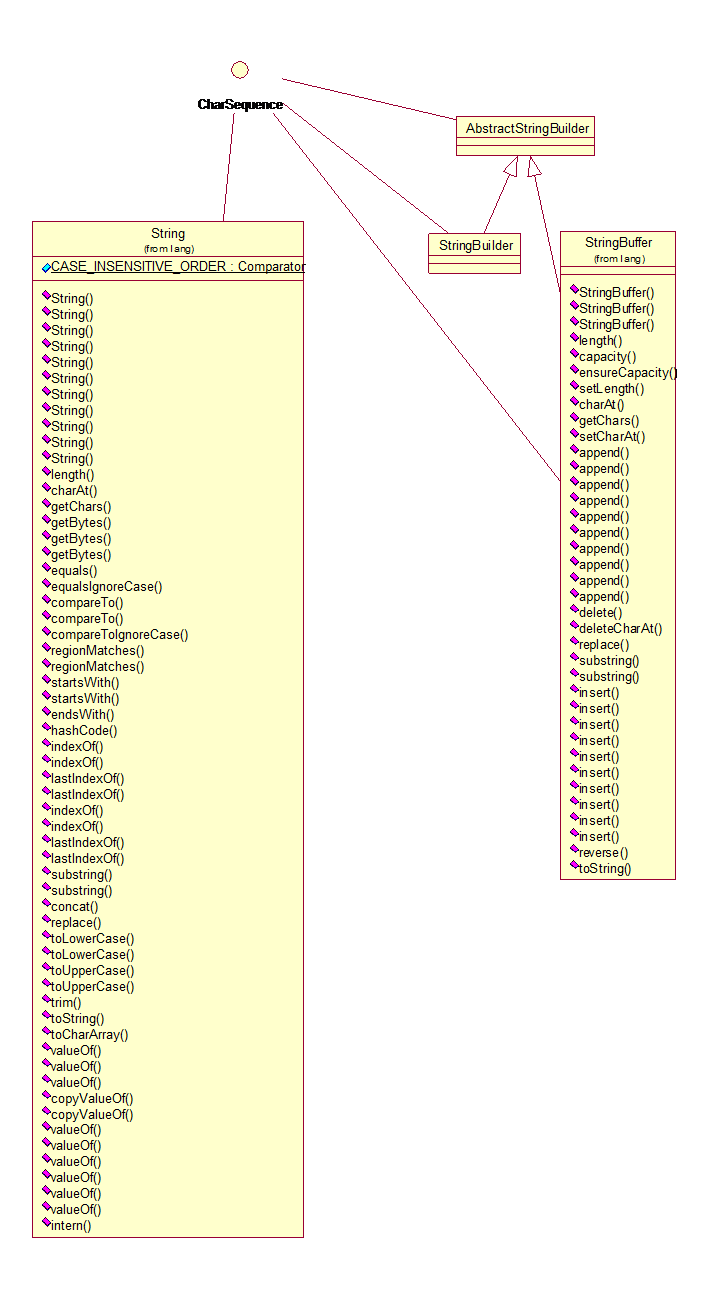 CharSequence
AbstractStringBuilder
String
(from lang)
CASE_INSENSITIVE_ORDER : Comparator
String()
String()
String()
String()
String()
String()
String()
String()
String()
String()
String()
length()
charAt()
getChars()
getBytes()
getBytes()
getBytes()
equals()
equalsIgnoreCase()
compareTo()
compareTo()
compareToIgnoreCase()
regionMatches()
regionMatches()
startsWith()
startsWith()
endsWith()
hashCode()
indexOf()
indexOf()
lastIndexOf()
lastIndexOf()
indexOf()
indexOf()
lastIndexOf()
lastIndexOf()
substring()
substring()
concat()
replace()
toLowerCase()
toLowerCase()
toUpperCase()
toUpperCase()
trim()
toString()
toCharArray()
valueOf()
valueOf()
valueOf()
copyValueOf()
copyValueOf()
valueOf()
valueOf()
valueOf()
valueOf()
valueOf()
valueOf()
intern()
StringBuilder
StringBuffer
(from lang)
StringBuffer()
StringBuffer()
StringBuffer()
length()
capacity()
ensureCapacity()
setLength()
charAt()
getChars()
setCharAt()
append()
append()
append()
append()
append()
append()
append()
append()
append()
append()
delete()
deleteCharAt()
replace()
substring()
substring()
insert()
insert()
insert()
insert()
insert()
insert()
insert()
insert()
insert()
insert()
reverse()
toString()